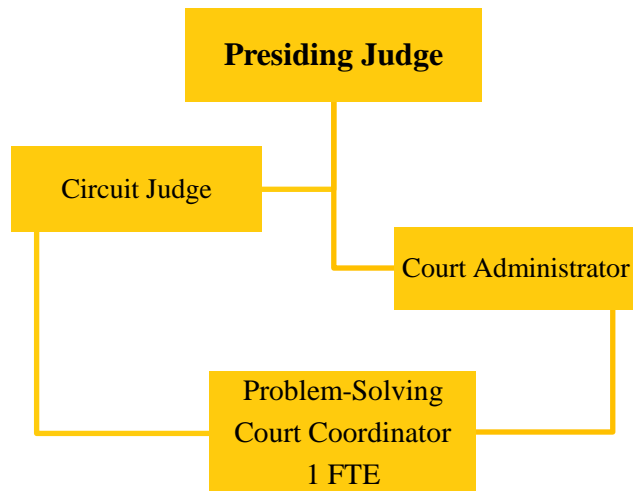 Presiding Judge
Circuit Judge
Court Administrator
Problem-Solving
Court Coordinator
1 FTE